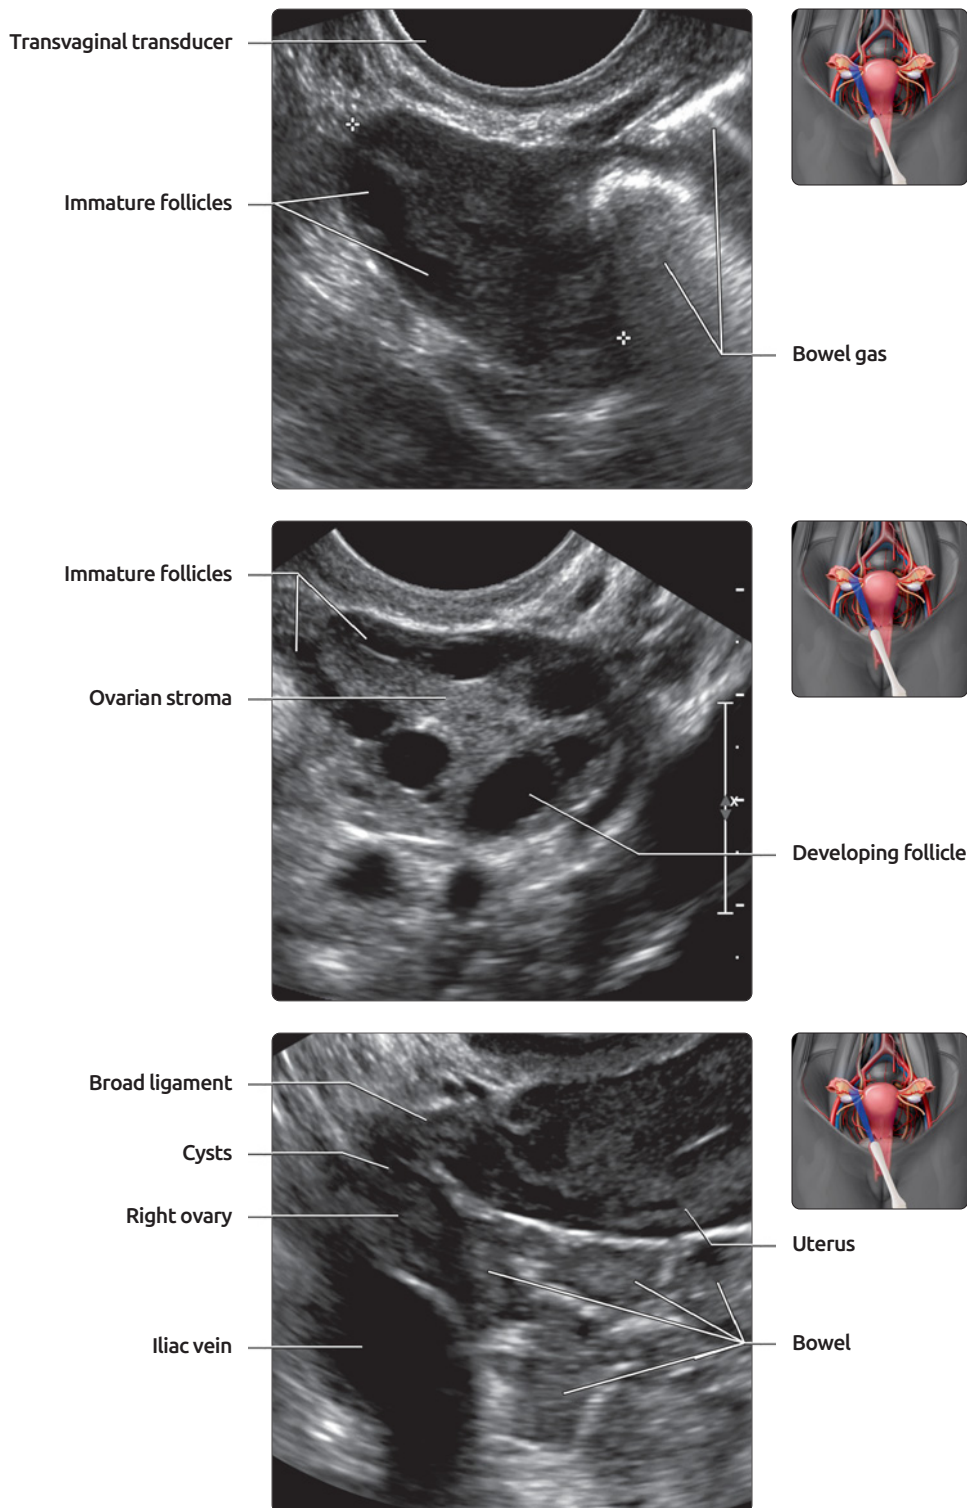 Transvaginal transducer
Immature follicles
Bowel gas
Immature follicles
Ovarian stroma
x
Developing follicle
Broad ligament
Cysts
Right ovary
Uterus
Iliac vein
Bowel